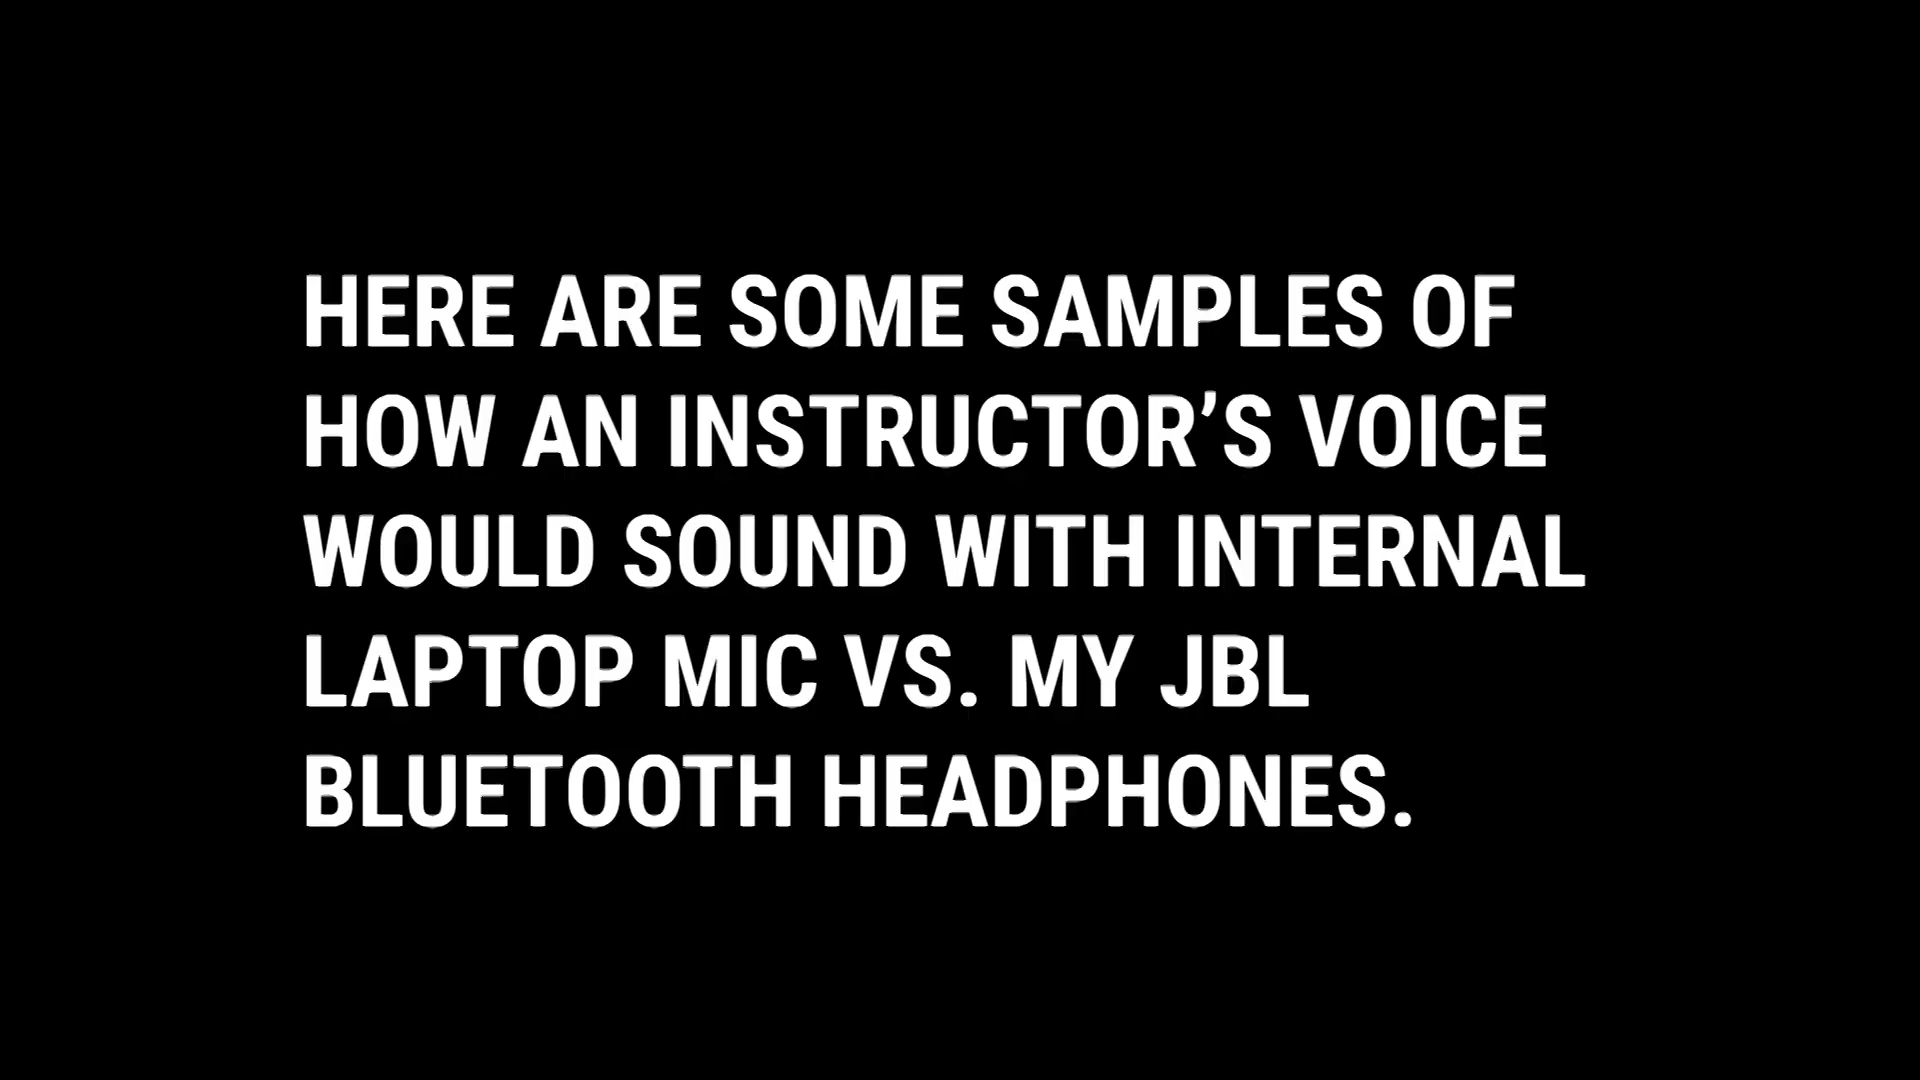 HERE ARE SOME SAMPLES OF
HOW AN INSTRUCTOR’S VOICE
WOULD SOUND WITH INTERNAL
LAPTOP MIC VS. MY JBL
BLUETOOTH HEADPHONES.